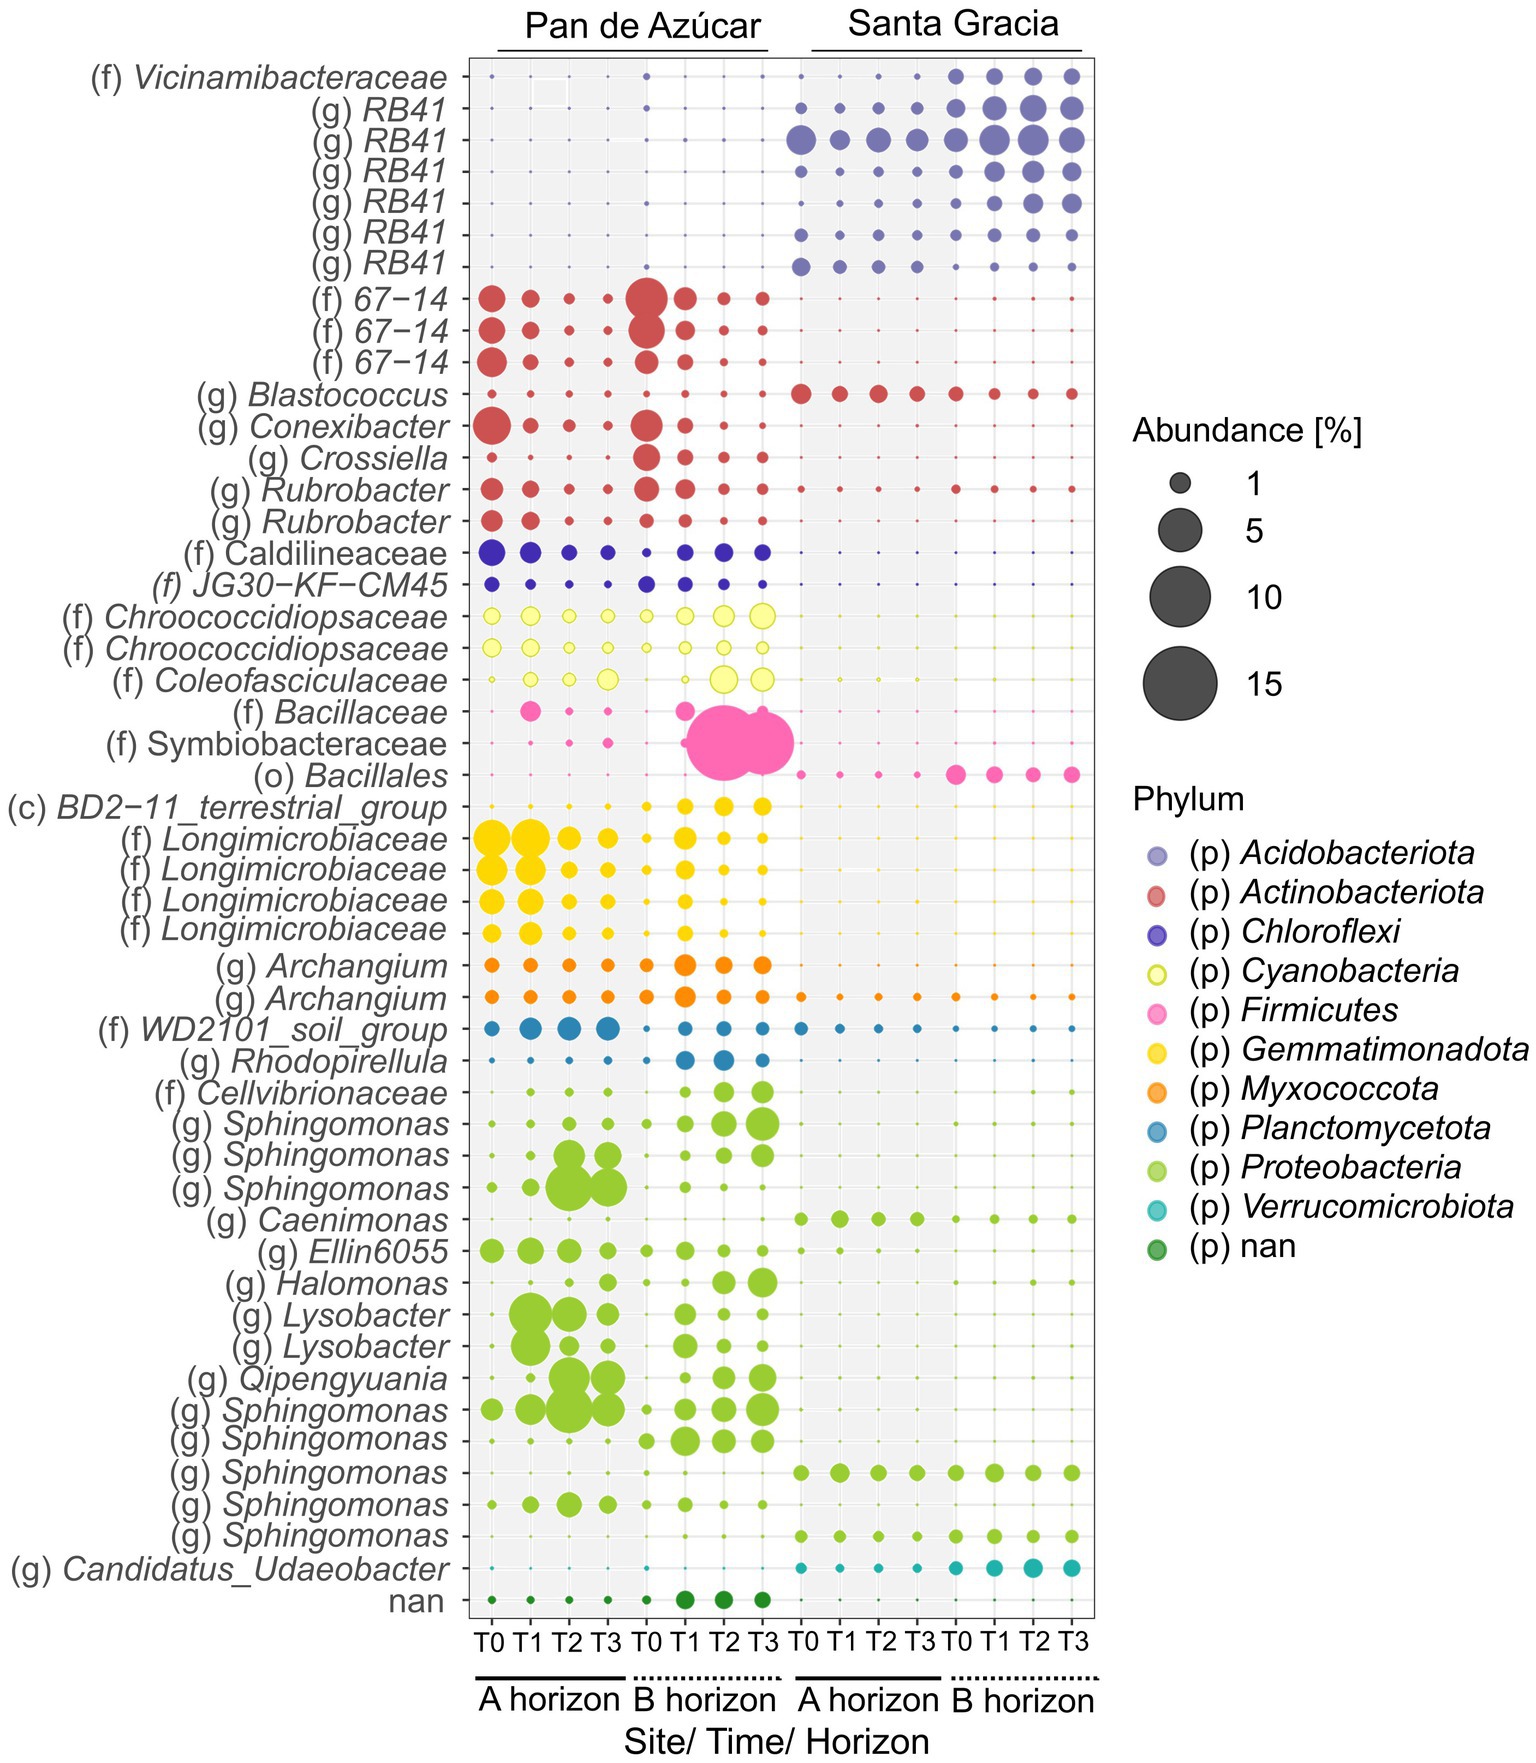 Pan de Azúcar Santa Gracia
(f) Vicinamibacteraceae
(g) RB41
(g) RB41
(g) RB41
(g) RB41
(g) RB41
(g) RB41
(f) 67−14
(f) 67−14
(f) 67−14
(g) Blastococcus
(g) Conexibacter
(g) Crossiella
(g) Rubrobacter
(g) Rubrobacter
(f) Caldilineaceae
(f) JG30−KF−CM45
(f) Chroococcidiopsaceae
(f) Chroococcidiopsaceae
(f) Coleofasciculaceae
(f) Bacillaceae
(f) Symbiobacteraceae
(o) Bacillales
(c) BD2−11_terrestrial_group
(f) Longimicrobiaceae
(f) Longimicrobiaceae
(f) Longimicrobiaceae
(f) Longimicrobiaceae
(g) Archangium
(g) Archangium
(f) WD2101_soil_group
(g) Rhodopirellula
(f) Cellvibrionaceae
(g) Sphingomonas
(g) Sphingomonas
(g) Sphingomonas
(g) Caenimonas
(g) Ellin6055
(g) Halomonas
(g) Lysobacter
(g) Lysobacter
(g) Qipengyuania
(g) Sphingomonas
(g) Sphingomonas
(g) Sphingomonas
(g) Sphingomonas
(g) Sphingomonas
(g) Candidatus_Udaeobacter
nan
T0 T1 T2 T3 T0 T1 T2 T3 T0 T1 T2 T3 T0 T1 T2 T3
A horizon B horizon A horizon B horizon
Site/ Time/ Horizon
Abundance [%]
1
5
10
15
Phylum
(p) Acidobacteriota
(p) Actinobacteriota
(p) Chloroflexi
(p) Cyanobacteria
(p) Firmicutes
(p) Gemmatimonadota
(p) Myxococcota
(p) Planctomycetota
(p) Proteobacteria
(p) Verrucomicrobiota
(p) nan